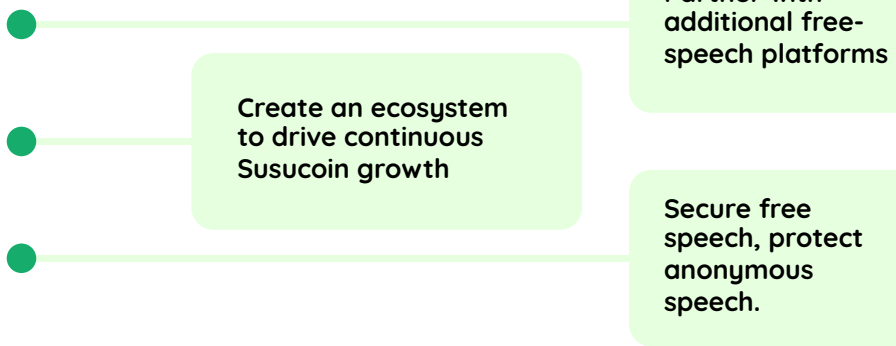 additional free-
speech platforms
Create an ecosystem
to drive continuous
Susucoin growth
Secure free
speech, protect
anonymous
speech.